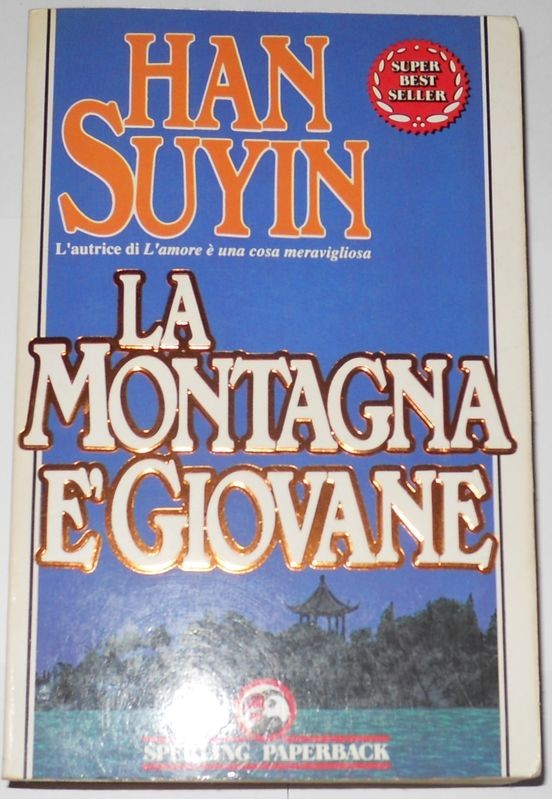 HAN
SUYIN
SUPER
BEST
SELLER
L'autrice di L'amore è una cosa meravigliosa
LA
MONTAGNA
E' GIOVANE
SPERLING PAPERBACK